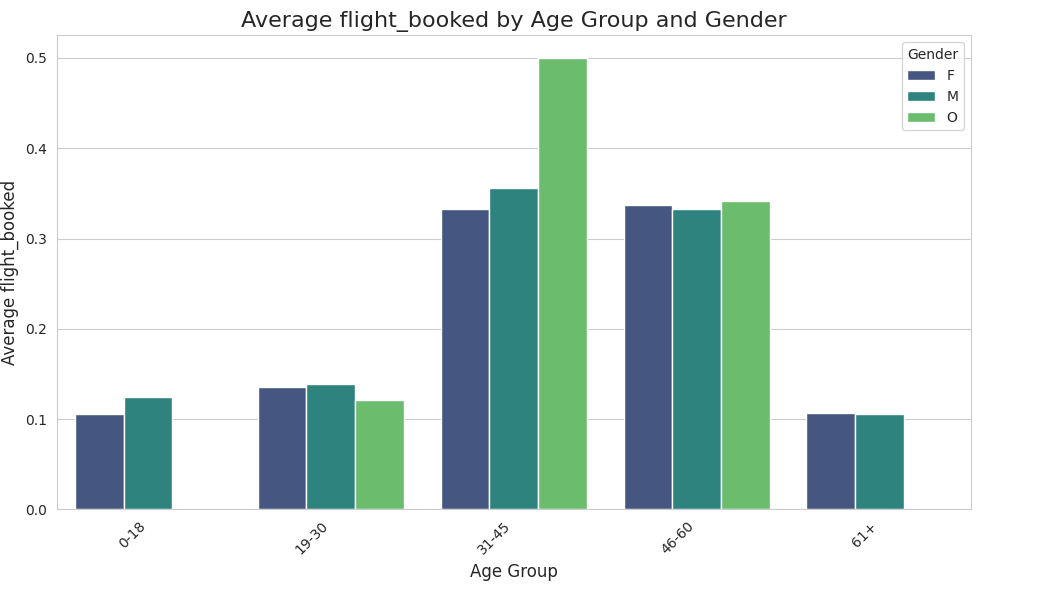 Average flight_booked by Age Group and Gender
Gender
F
M
O
Average flight_booked
0.5
0.4
0.3
0.2
0.1
0.0
0-18
19-30
31-45
46-60
61+
Age Group